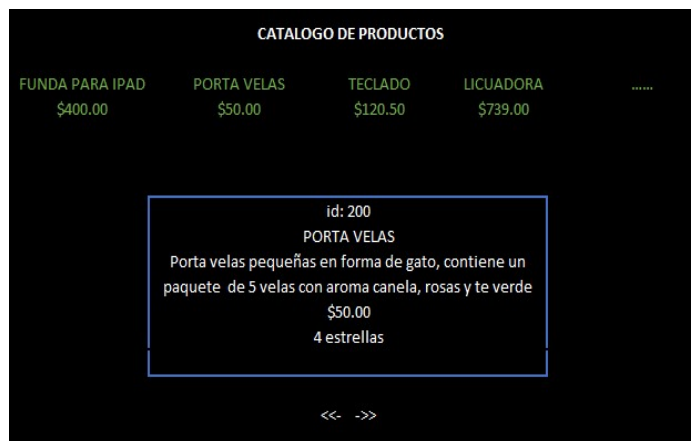 CATALOGO DE PRODUCTOS
FUNDA PARA IPAD PORTA VELAS TECLADO LICUADORA ......
$400.00 $50.00 $120.50 $739.00
id: 200
PORTA VELAS
Porta velas pequeñas en forma de gato, contiene un
paquete de 5 velas con aroma canela, rosas y te verde
$50.00
4 estrellas
<<- ->>